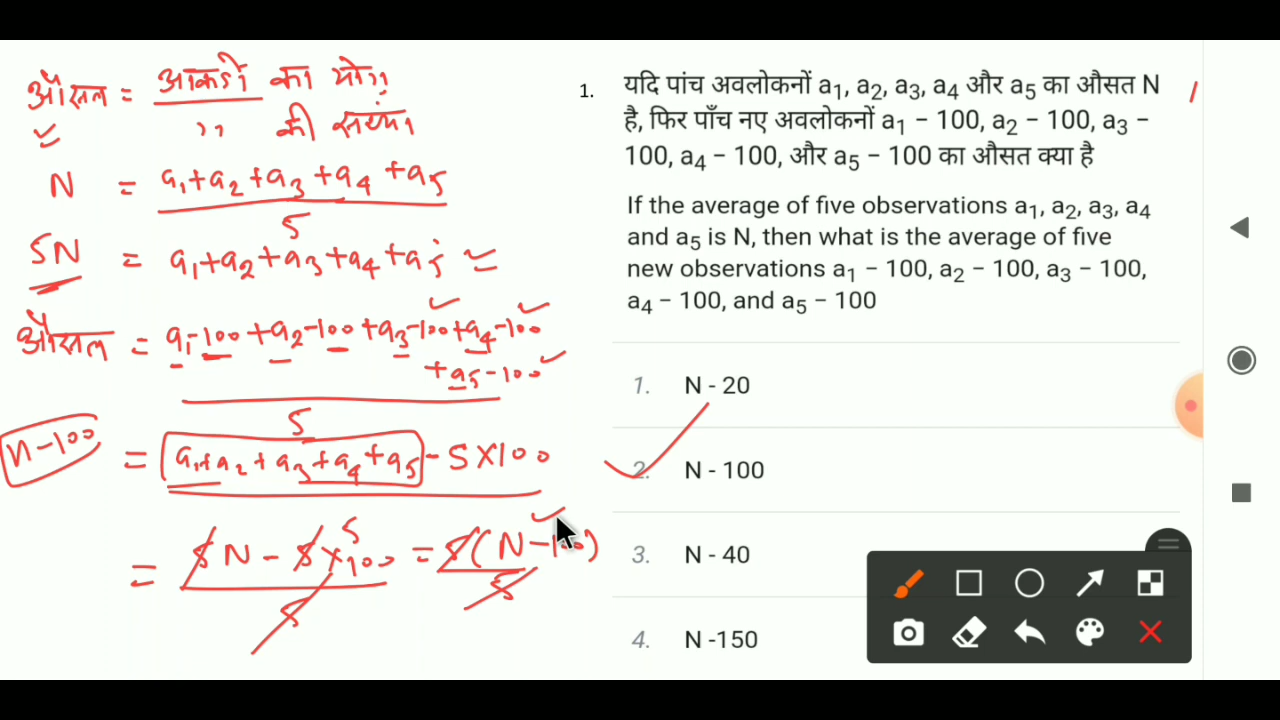 औसत = आकडों का योग
,, की संख्या
N = a₁+a₂+a₃+a₄+a₅
5
5N = a₁+a₂+a₃+a₄+a₅
औसत = a₁-100+a₂-100+a₃-100+a₄-100
+a₅-100
5
n-100 = a₁+a₂+a₃+a₄+a₅-5X100
= 5N-5x100 = 5(N-100)
5
5 5
1. यदि पांच अवलोकनों a₁, a₂, a₃, a₄ और a₅ का औसत N
है, फिर पाँच नए अवलोकनों a₁ − 100, a₂ − 100, a₃ −
100, a₄ − 100, और a₅ − 100 का औसत क्या है
If the average of five observations a₁, a₂, a₃, a₄
and a₅ is N, then what is the average of five
new observations a₁ − 100, a₂ − 100, a₃ − 100,
a₄ − 100, and a₅ − 100
1. N - 20
2. N - 100
3. N - 40
4. N -150